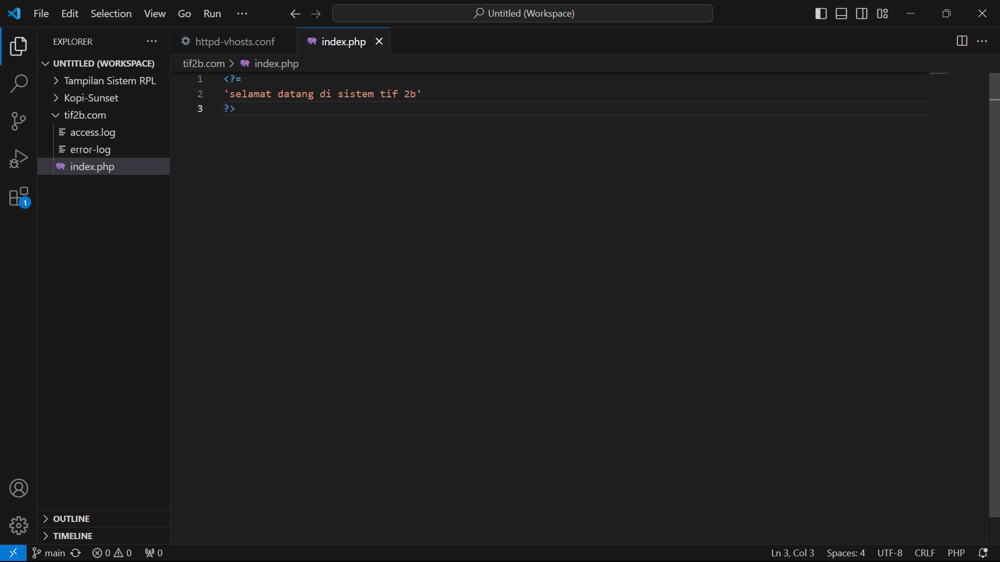 File Edit Selection View Go Run
Untitled (Workspace)
EXPLORER
httpd-vhosts.conf
index.php
UNTITLED (WORKSPACE)
tif2b.com > index.php
Tampilan Sistem RPL
Kopi-Sunset
tif2b.com
access.log
error-log
index.php
1 <?=
2 'selamat datang di sistem tif 2b'
3 ?>
1
OUTLINE
TIMELINE
main 0 0 0 Ln 3, Col 3 Spaces: 4 UTF-8 CRLF PHP